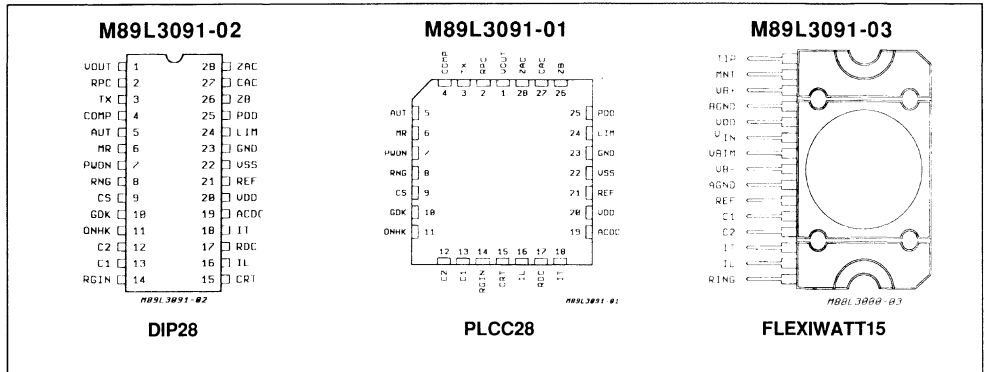 M89L3091-02
VOUT 1 28 ZAC
RPC 2 27 CAC
TX 3 26 ZB
COMP 4 25 PDO
AUT 5 24 LIM
MR 6 23 GND
PWON 7 22 VSS
RNG 8 21 REF
CS 9 20 VDD
GDK 10 19 ACDC
ONHK 11 18 IT
C2 12 17 RDC
C1 13 16 IL
RGIN 14 15 CRT
M89L3091-02
DIP28
M89L3091-01
COMP TX RPC VOUT ZAC CAC ZB
4 3 2 1 28 27 26
AUT 5 25 PDO
MR 6 24 LIM
PWON 7 23 GND
RNG 8 22 VSS
CS 9 21 REF
GDK 10 20 VDD
ONHK 11 19 ACDC
12 13 14 15 16 17 18
C2 C1 RGIN CRT IL RDC IT
M89L3091-01
PLCC28
M89L3091-03
TIP
MNT
VB+
BGND
VDD
VIN
VBIM
VB-
AGND
REF
C1
C2
IT
IL
RING
M88L3000-03
FLEXIWATT15